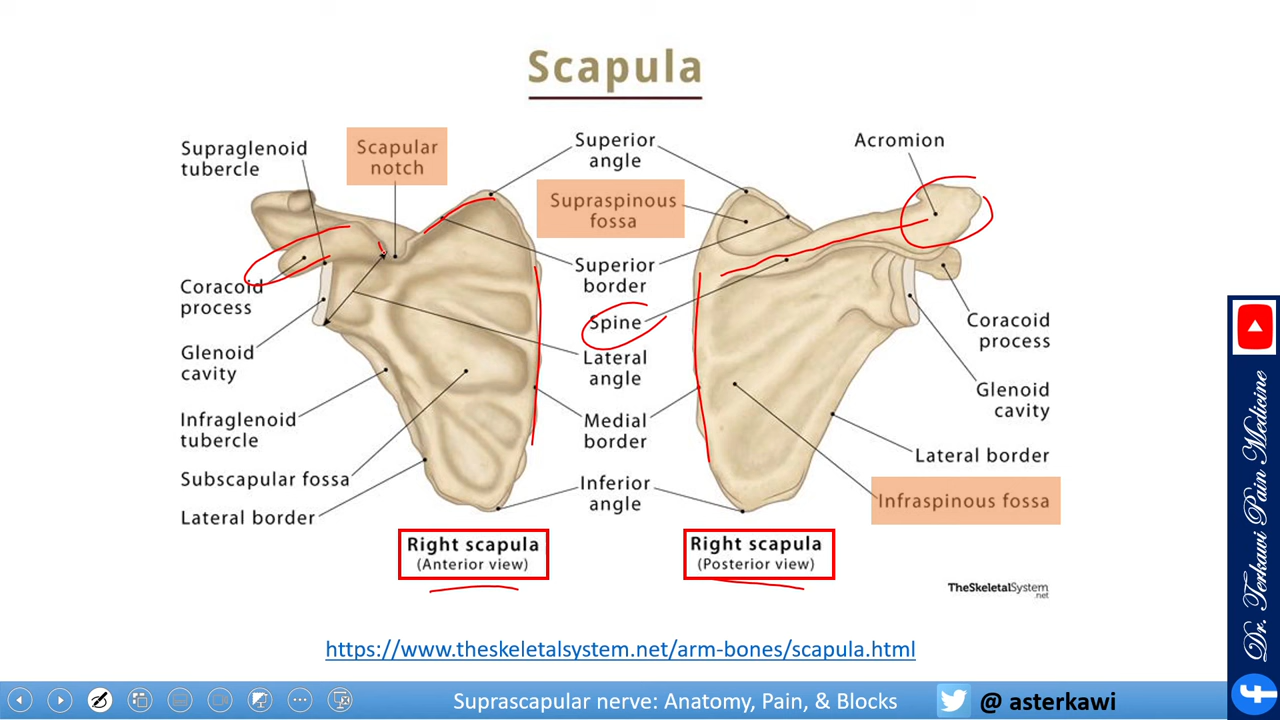 Scapula
Supraglenoid
tubercle
Scapular
notch
Superior
angle
Acromion
Supraspinous
fossa
Coracoid
process
Superior
border
Spine
Coracoid
process
Glenoid
cavity
Lateral
angle
Glenoid
cavity
Infraglenoid
tubercle
Medial
border
Lateral border
Subscapular fossa
Inferior
angle
Infraspinous fossa
Lateral border
Right scapula
(Anterior view)
Right scapula
(Posterior view)
TheSkeletalSystem
.net
https://www.theskeletalsystem.net/arm-bones/scapula.html
Suprascapular nerve: Anatomy, Pain, & Blocks
@ asterkawi
Dr. Terkawi Pain Medicine